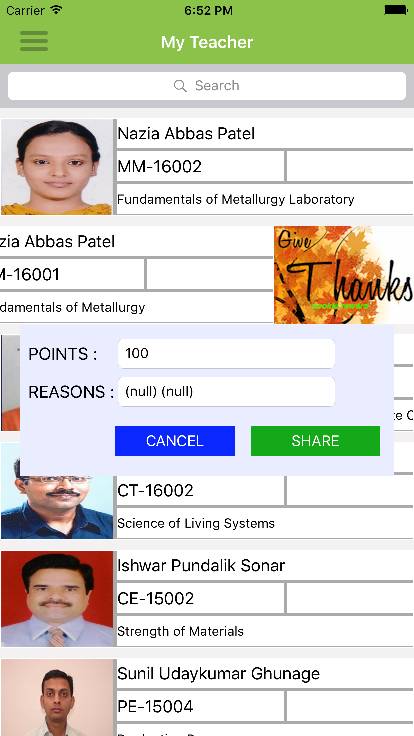 Carrier 6:52 PM
My Teacher
Search
Nazia Abbas Patel
MM-16002
Fundamentals of Metallurgy Laboratory
zia Abbas Patel
M-16001
damentals of Metallurgy
Give
Thanks
POINTS : 100
REASONS : (null) (null)
te C
CANCEL SHARE
CT-16002
Science of Living Systems
Ishwar Pundalik Sonar
CE-15002
Strength of Materials
Sunil Udaykumar Ghunage
PE-15004